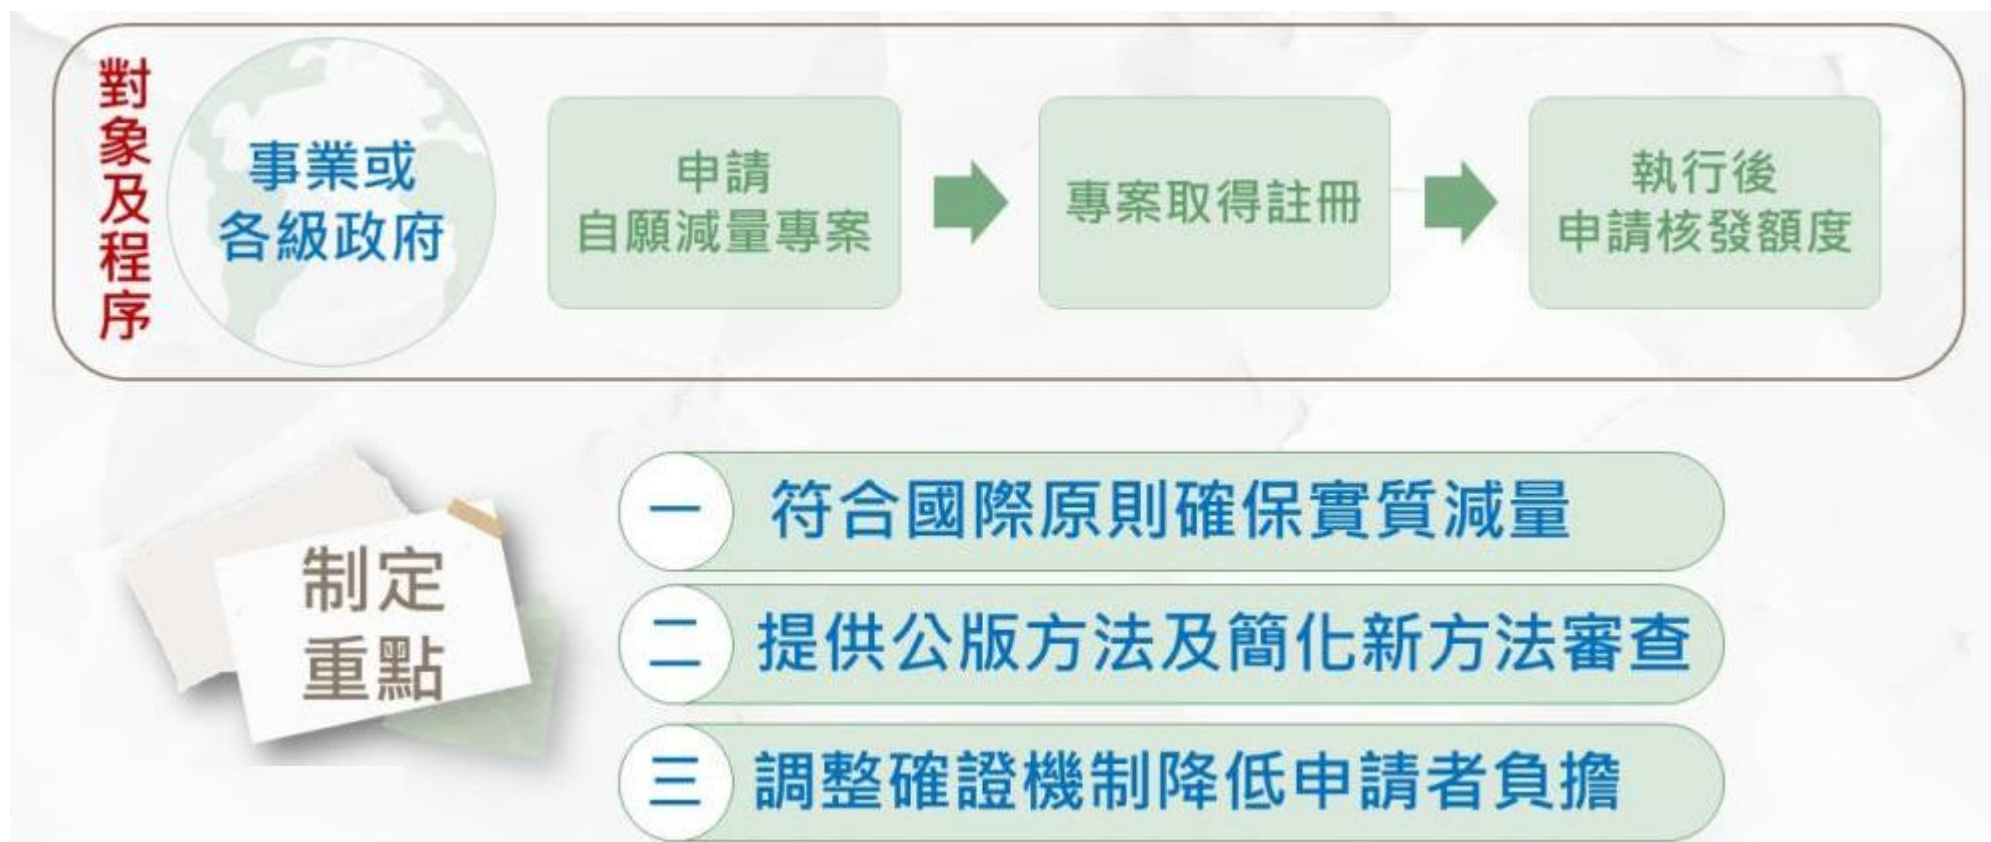 對象及程序
事業或
各級政府
申請
自願減量專案
專案取得註冊
執行後
申請核發額度
制定
重點
一 符合國際原則確保實質減量
二 提供公版方法及簡化新方法審查
三 調整確證機制降低申請者負擔